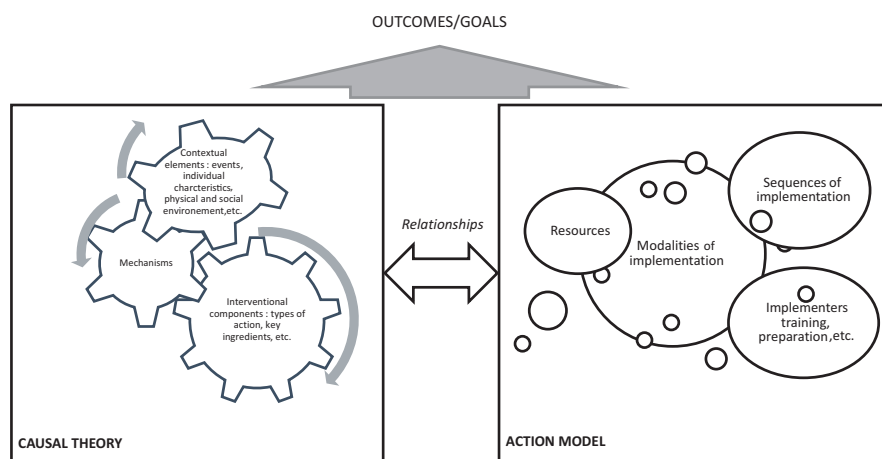 OUTCOMES/GOALS
Contextual
elements : events,
individual
charcteristics,
physical and social
environement,etc.
Mechanisms
Interventional
components : types of
action, key
ingredients, etc.
CAUSAL THEORY
Relationships
Resources
Modalities of
implementation
Sequences of
implementation
Implementers
training,
preparation,etc.
ACTION MODEL